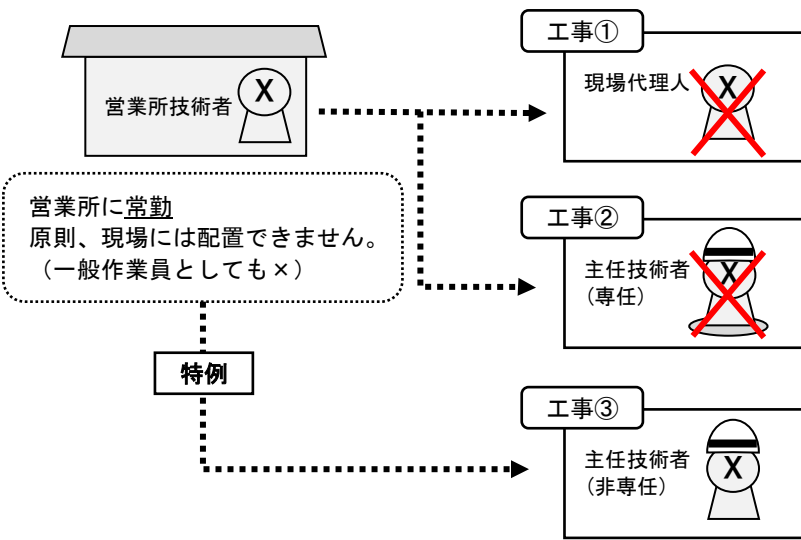 営業所技術者
X
営業所に常勤
原則、現場には配置できません。
（一般作業員としても×）
特例
工事①
現場代理人
X
工事②
主任技術者
（専任）
X
工事③
主任技術者
（非専任）
X